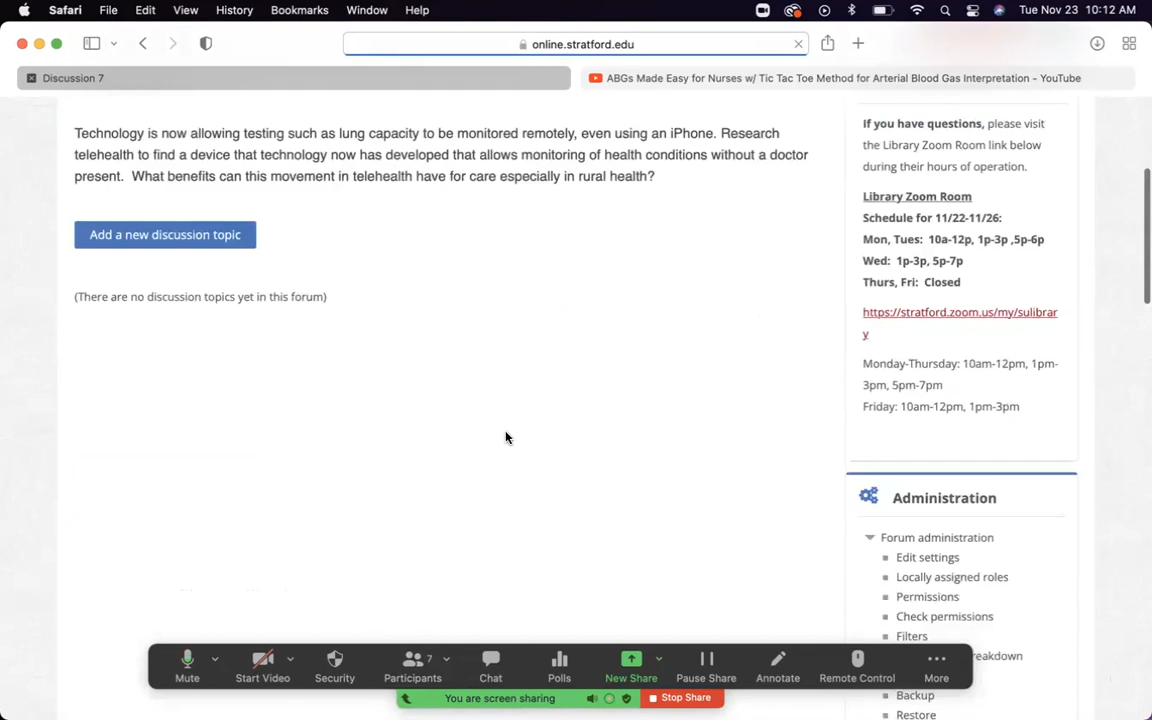 Safari File Edit View History Bookmarks Window Help Tue Nov 23 10:12 AM
online.stratford.edu
Discussion 7
ABGs Made Easy for Nurses w/ Tic Tac Toe Method for Arterial Blood Gas Interpretation - YouTube
Technology is now allowing testing such as lung capacity to be monitored remotely, even using an iPhone. Research
telehealth to find a device that technology now has developed that allows monitoring of health conditions without a doctor
present. What benefits can this movement in telehealth have for care especially in rural health?
Add a new discussion topic
(There are no discussion topics yet in this forum)
If you have questions, please visit
the Library Zoom Room link below
during their hours of operation.
Library Zoom Room
Schedule for 11/22-11/26:
Mon, Tues: 10a-12p, 1p-3p ,5p-6p
Wed: 1p-3p, 5p-7p
Thurs, Fri: Closed
https://stratford.zoom.us/my/sulibrar
y
Monday-Thursday: 10am-12pm, 1pm-
3pm, 5pm-7pm
Friday: 10am-12pm, 1pm-3pm
Administration
Forum administration
Edit settings
Locally assigned roles
Permissions
Check permissions
Filters
Backup
Restore
7
Mute Start Video Security Participants Chat Polls New Share Pause Share Annotate Remote Control More
You are screen sharing Stop Share